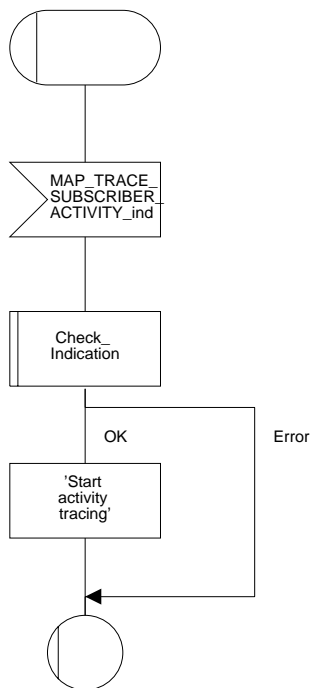 MAP_TRACE_
SUBSCRIBER_
ACTIVITY_ind
Check_
Indication
OK
Error
'Start
activity
tracing'